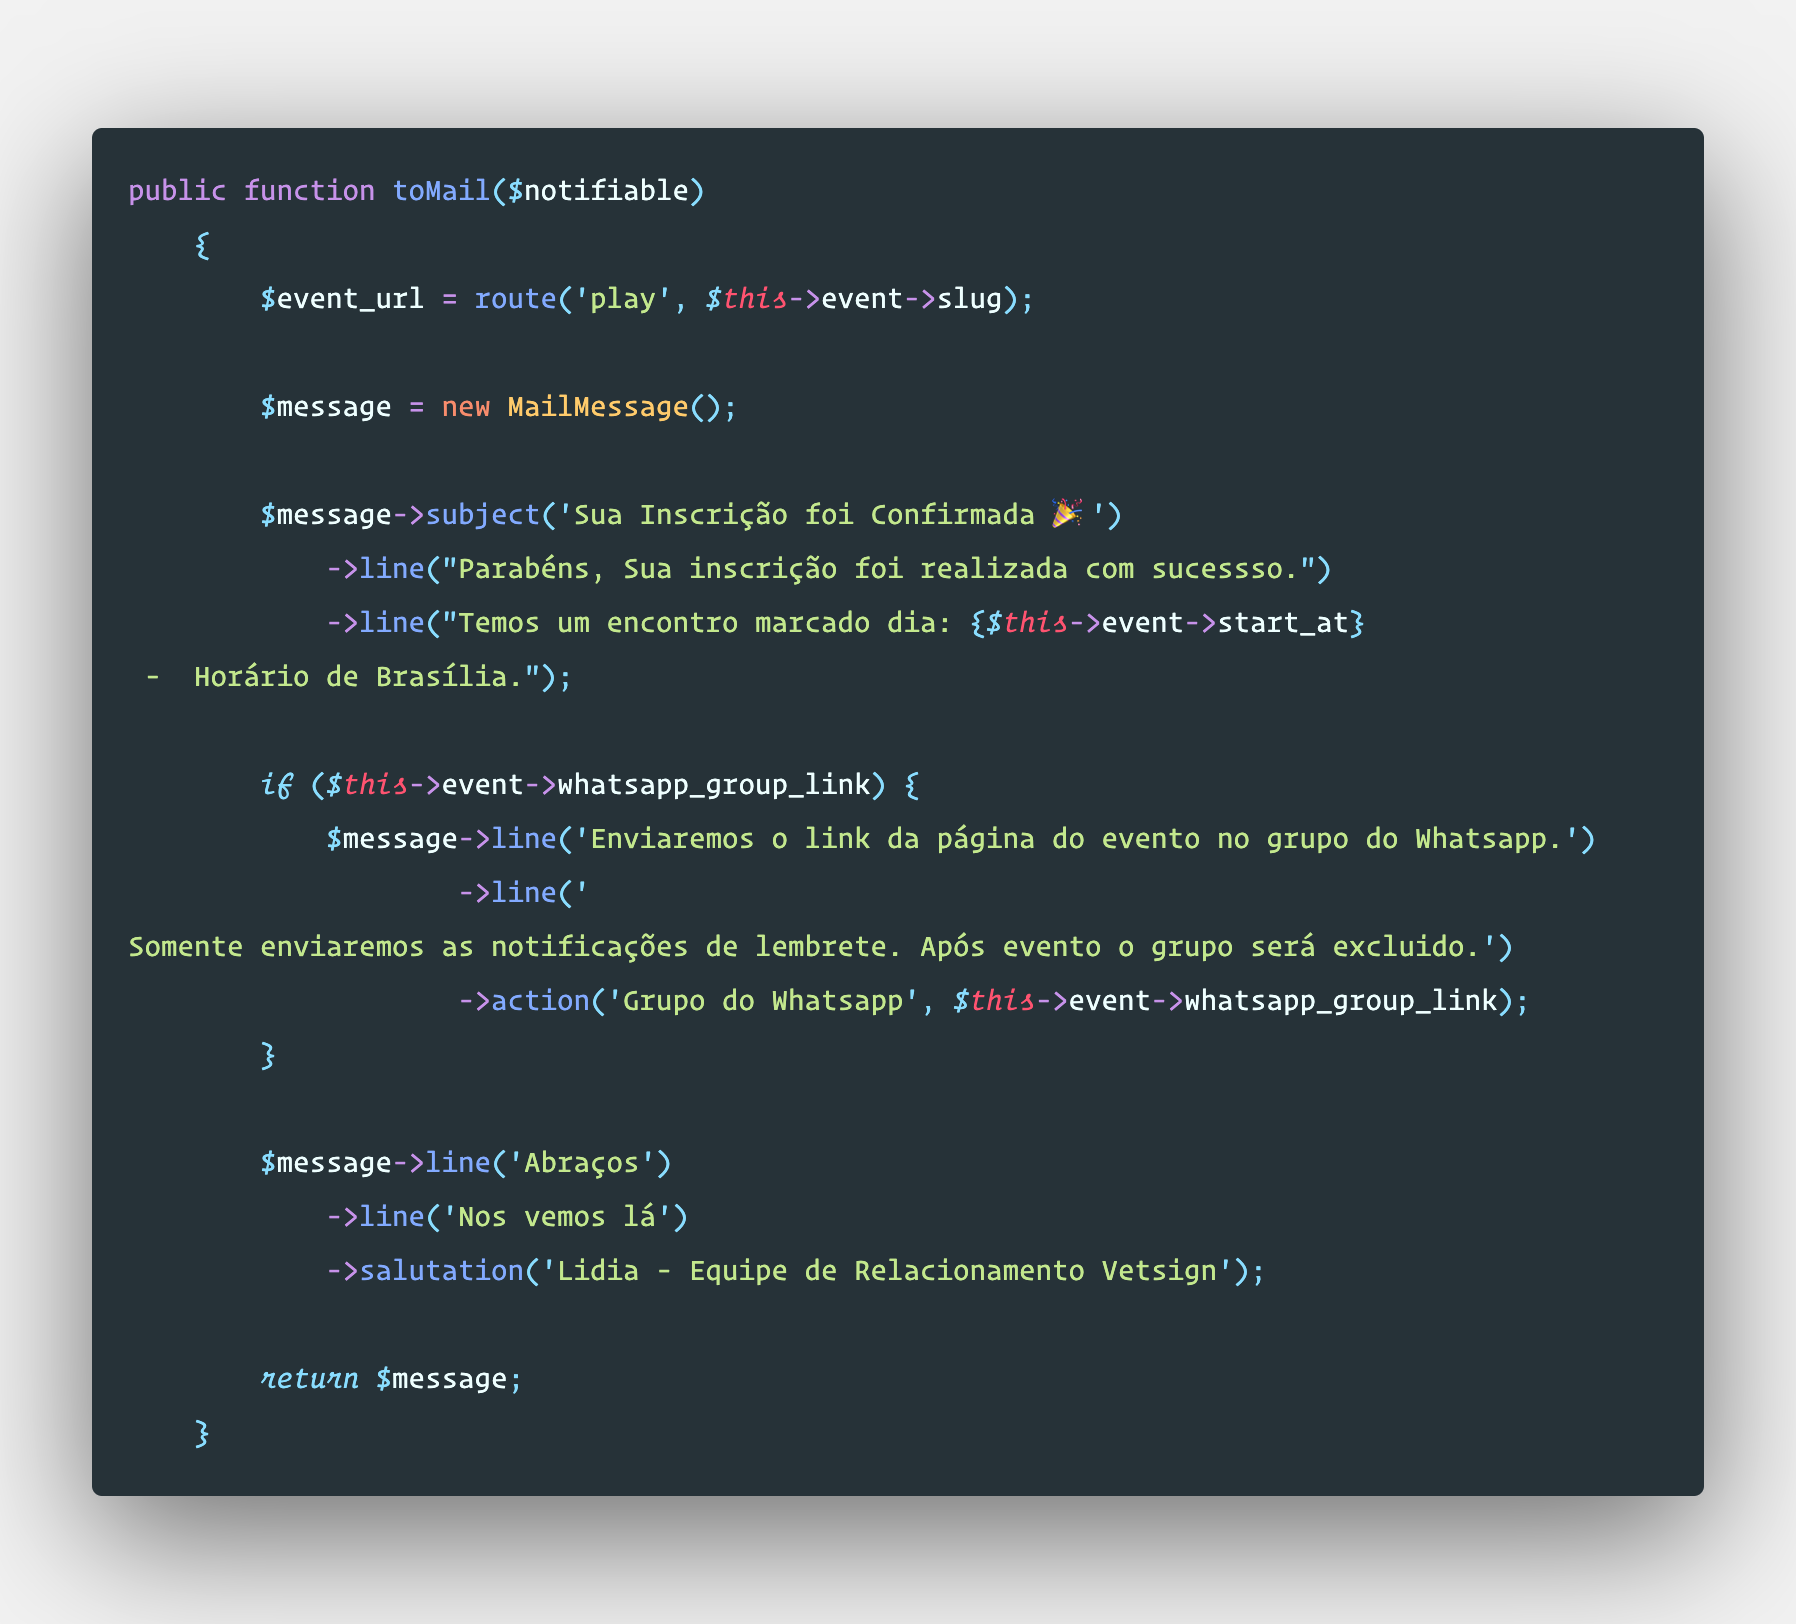 public function toMail($notifiable)
    {
        $event_url = route('play', $this->event->slug);

        $message = new MailMessage();

        $message->subject('Sua Inscrição foi Confirmada 🎉 ')
            ->line("Parabéns, Sua inscrição foi realizada com sucessso.")
            ->line("Temos um encontro marcado dia: {$this->event->start_at}
 -  Horário de Brasília.");

        if ($this->event->whatsapp_group_link) {
            $message->line('Enviaremos o link da página do evento no grupo do Whatsapp.')
                    ->line('
Somente enviaremos as notificações de lembrete. Após evento o grupo será excluido.')
                    ->action('Grupo do Whatsapp', $this->event->whatsapp_group_link);
        }

        $message->line('Abraços')
            ->line('Nos vemos lá')
            ->salutation('Lidia - Equipe de Relacionamento Vetsign');

        return $message;
    }